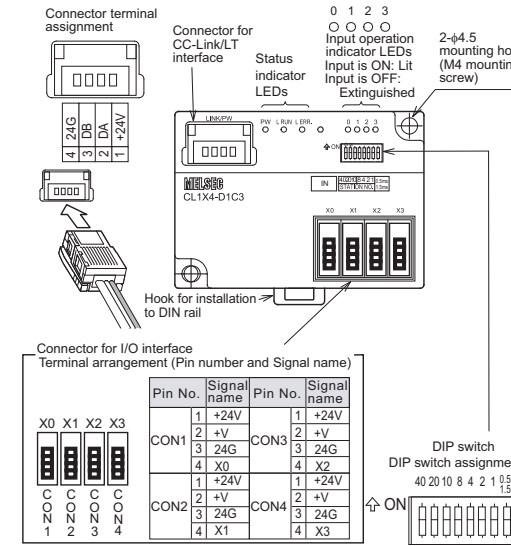 Connector terminal
assignment
4 24G
3 DB
2 DA
1 +24V
Connector for
CC-Link/LT
interface
Status
indicator
LEDs
0 1 2 3
Input operation
indicator LEDs
Input is ON: Lit
Input is OFF:
Extinguished
2-ϕ4.5
mounting ho
(M4 mountin
screw)
LINK/PW
PW L RUN L ERR.
0 1 2 3
ON
MELSEC
CL1X4-D1C3
IN
STATION NO.
X0 X1 X2 X3
Hook for installation
to DIN rail
Connector for I/O interface
Terminal arrangement (Pin number and Signal name)
X0 X1 X2 X3
CON1 CON2 CON3 CON4
Pin No. Signal name Pin No. Signal name
CON1 1 +24V CON3 1 +24V
2 +V 2 +V
3 24G 3 24G
4 X0 4 X2
CON2 1 +24V CON4 1 +24V
2 +V 2 +V
3 24G 3 24G
4 X1 4 X3
DIP switch
DIP switch assignme
40 20 10 8 4 2 1 0.5
1.5
ON